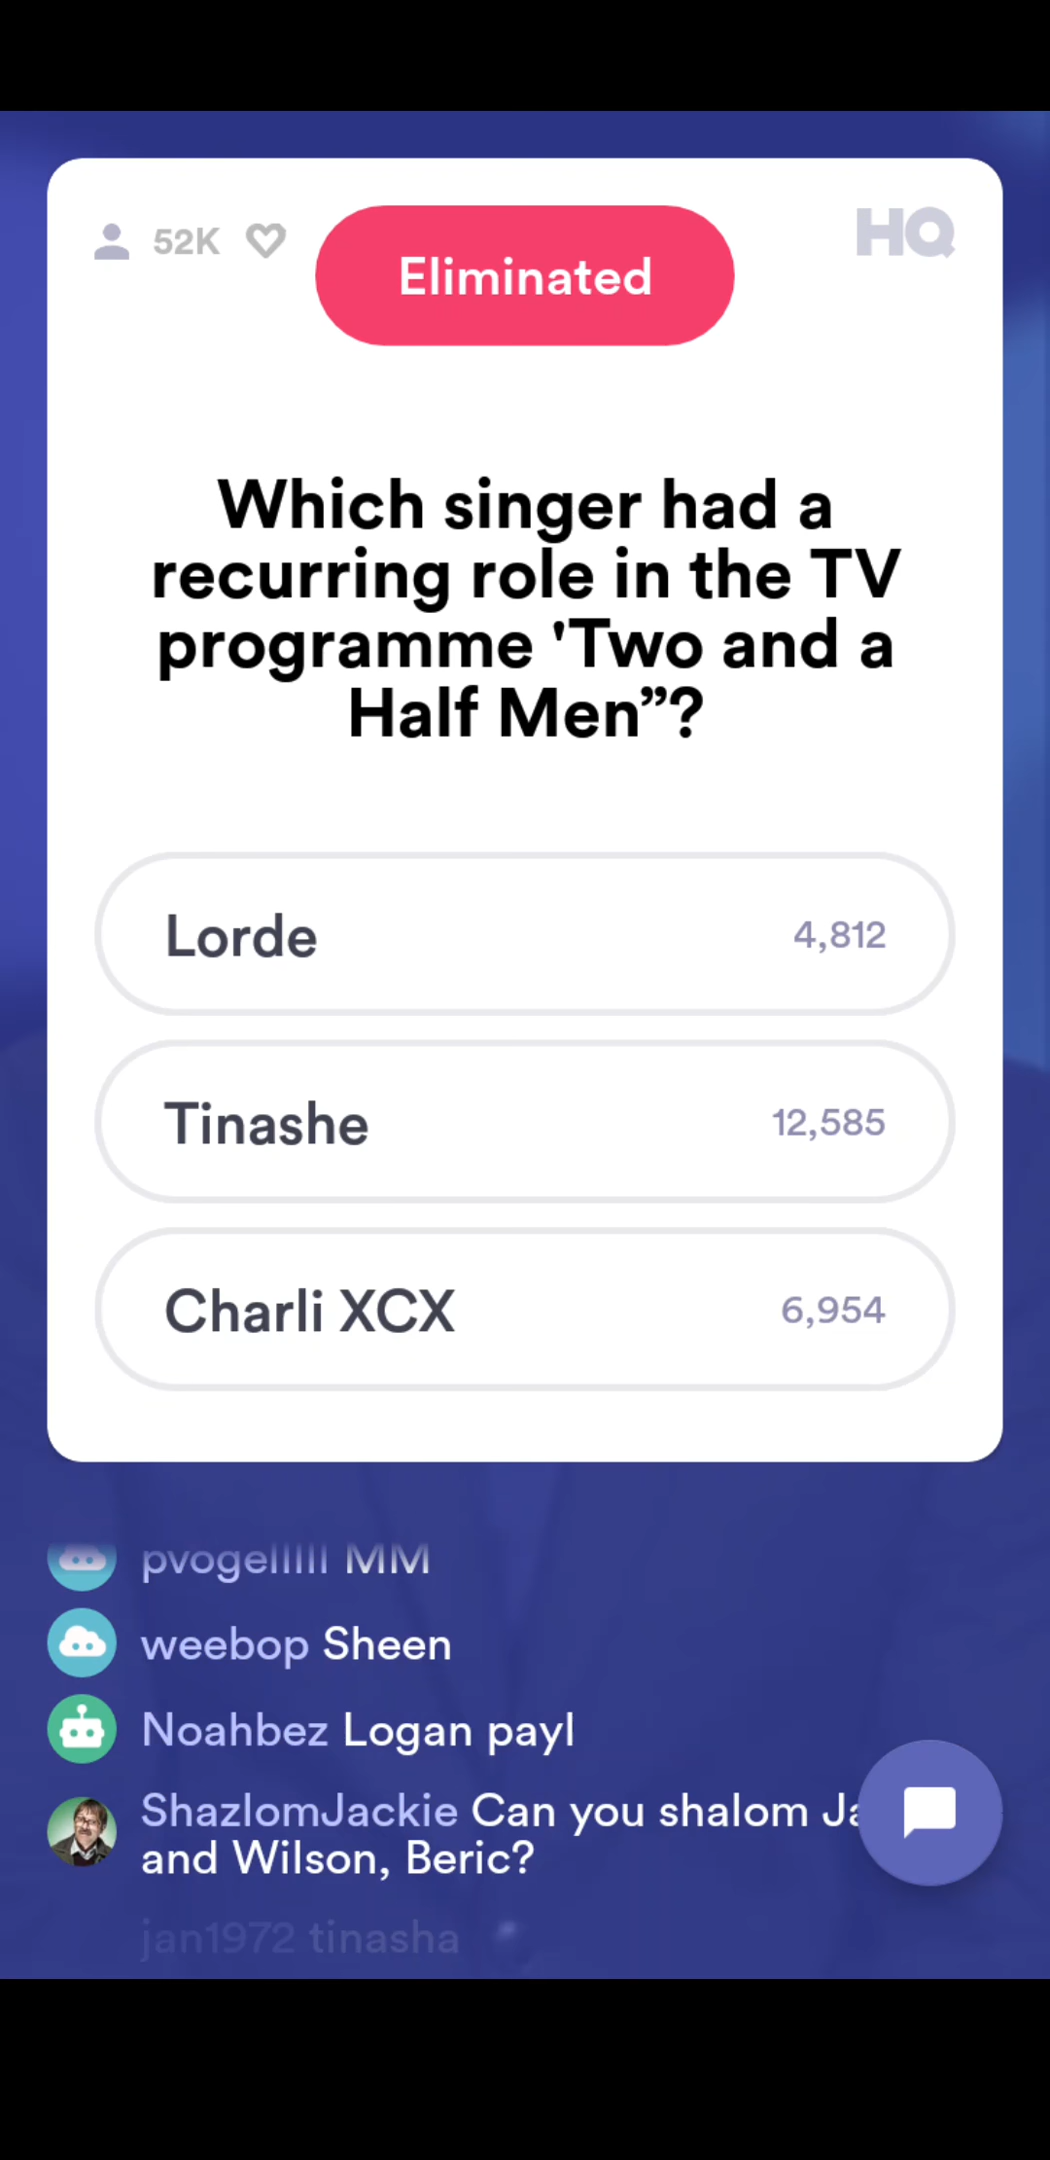 52K
Eliminated
HQ
Which singer had a
recurring role in the TV
programme 'Two and a
Half Men”?
Lorde 4,812
Tinashe 12,585
Charli XCX 6,954
pvogelllll MM
weebop Sheen
Noahbez Logan payl
ShazlomJackie Can you shalom Ja
and Wilson, Beric?
jan1972 tinasha